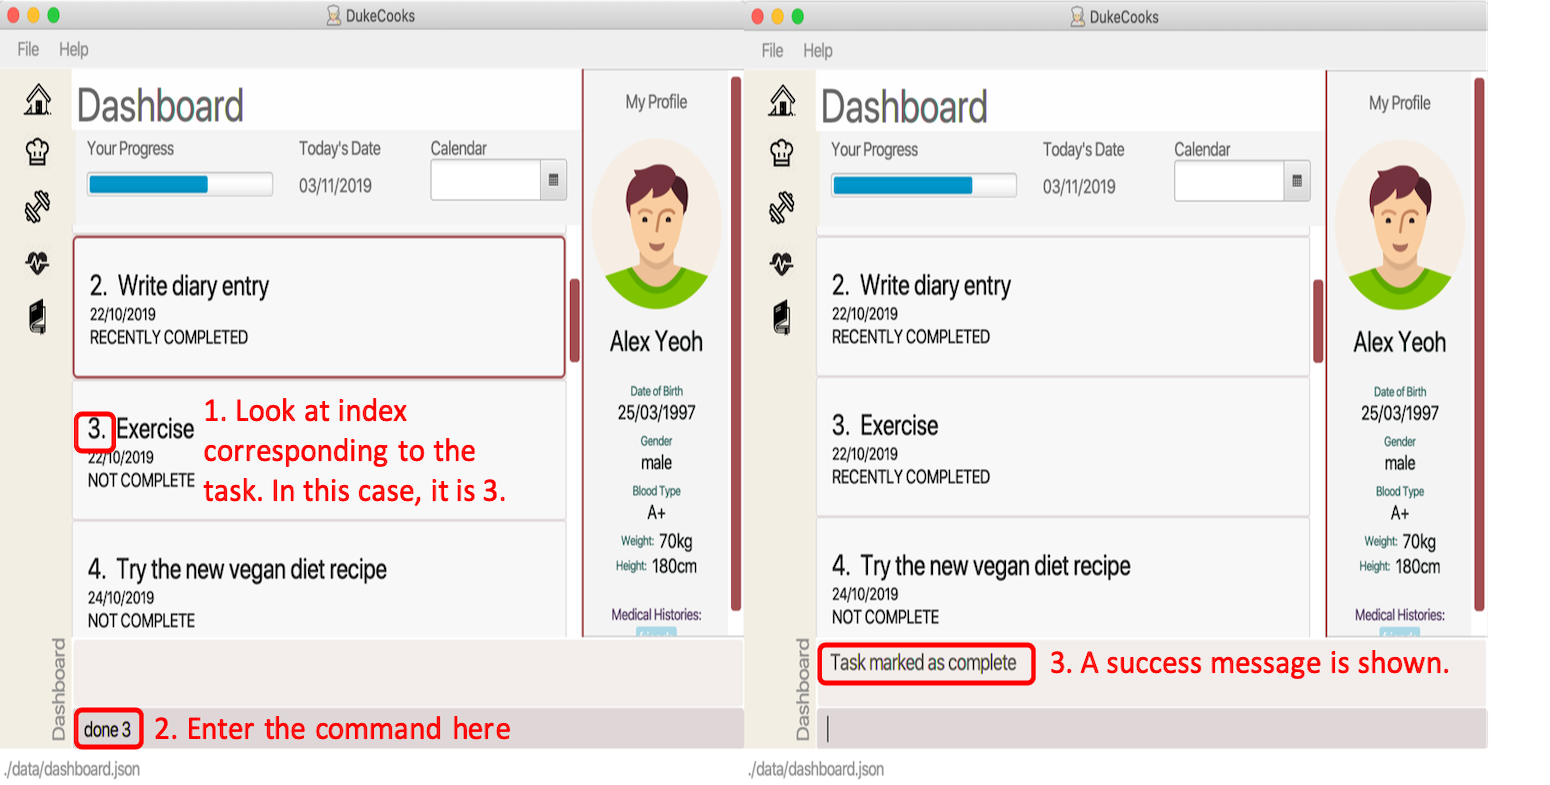 DukeCooks
File Help
Dashboard
Your Progress
Today's Date
Calendar
03/11/2019
2. Write diary entry
22/10/2019
RECENTLY COMPLETED
3. Exercise
22/10/2019
NOT COMPLETE
1. Look at index
corresponding to the
task. In this case, it is 3.
4. Try the new vegan diet recipe
24/10/2019
NOT COMPLETE
My Profile
Alex Yeoh
Date of Birth
25/03/1997
Gender
male
Blood Type
A+
Weight: 70kg
Height: 180cm
Medical Histories:
Dashboard
done 3
2. Enter the command here
./data/dashboard.json
DukeCooks
File Help
Dashboard
Your Progress
Today's Date
Calendar
03/11/2019
2. Write diary entry
22/10/2019
RECENTLY COMPLETED
3. Exercise
22/10/2019
RECENTLY COMPLETED
4. Try the new vegan diet recipe
24/10/2019
NOT COMPLETE
My Profile
Alex Yeoh
Date of Birth
25/03/1997
Gender
male
Blood Type
A+
Weight: 70kg
Height: 180cm
Medical Histories:
Dashboard
Task marked as complete
3. A success message is shown.
./data/dashboard.json